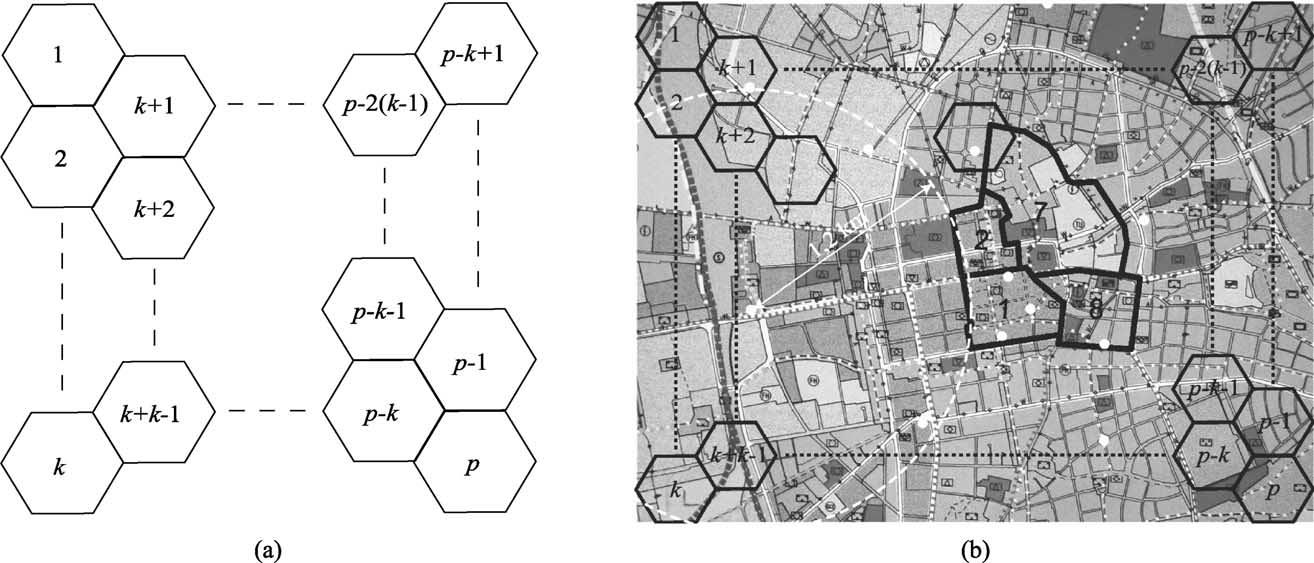 1
k+1
2
k+2
k
k+k-1
p-2(k-1)
p-k+1
p-k-1
p-1
p-k
p
(a)
1
k+1
2
k+2
p-2(k-1)
p-k+1
7
2
1
8
k+k-1
k
p-k-1
p-1
p-k
p
(b)